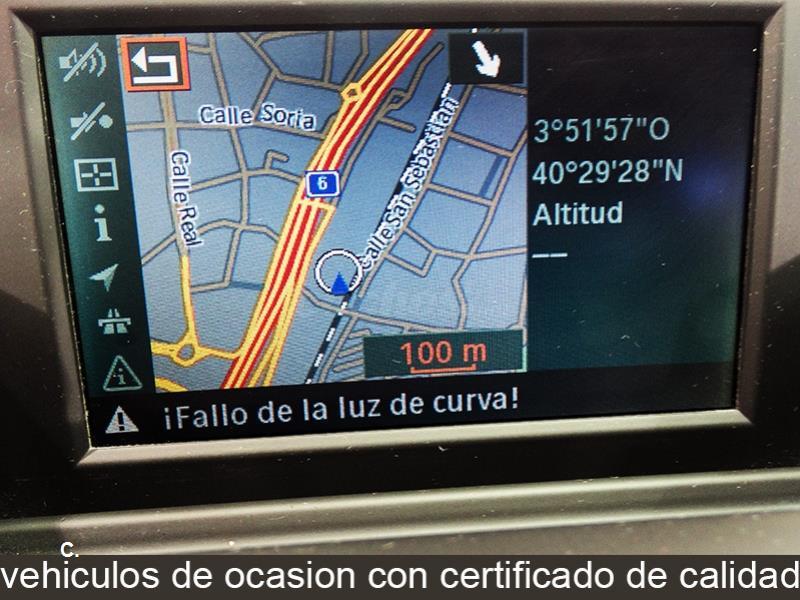 Calle Soria
Calle Real
6
Calle San Sebastián
100 m
3°51'57"O
40°29'28"N
Altitud
--
¡Fallo de la luz de curva!
c.
vehiculos de ocasion con certificado de calidad